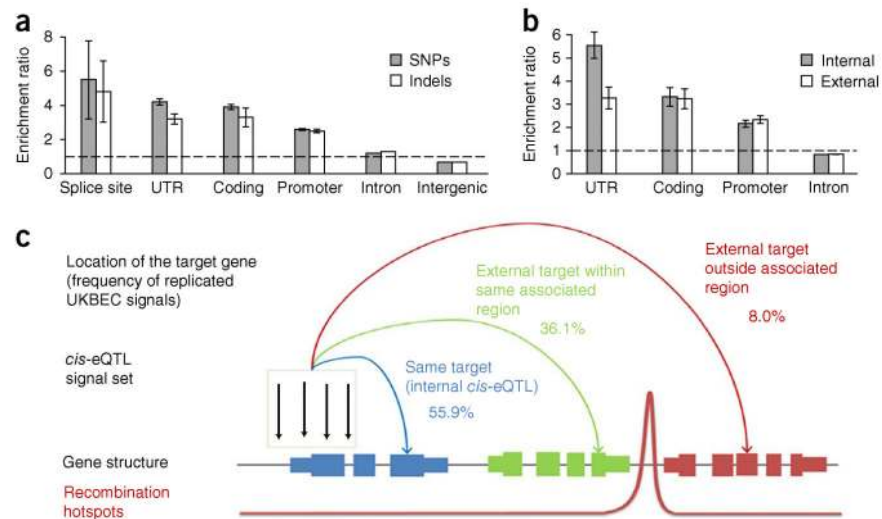 a
Enrichment ratio
8
6
4
2
0
SNPs
Indels
Splice site UTR Coding Promoter Intron Intergenic
b
Enrichment ratio
6
5
4
3
2
1
0
Internal
External
UTR Coding Promoter Intron
c
Location of the target gene
(frequency of replicated
UKBEC signals)
External target within
same associated
region
36.1%
External target
outside associated
region
8.0%
cis-eQTL
signal set
Same target
(internal cis-eQTL)
55.9%
Gene structure
Recombination
hotspots